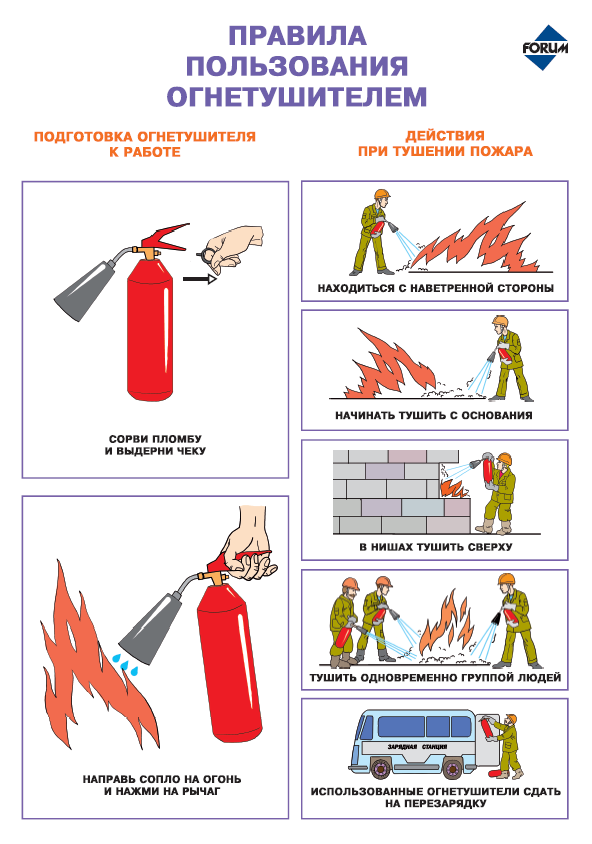 ПРАВИЛА
ПОЛЬЗОВАНИЯ
ОГНЕТУШИТЕЛЕМ
FORUM
ПОДГОТОВКА ОГНЕТУШИТЕЛЯ
К РАБОТЕ
СОРВИ ПЛОМБУ
И ВЫДЕРНИ ЧЕКУ
НАПРАВЬ СОПЛО НА ОГОНЬ
И НАЖМИ НА РЫЧАГ
ДЕЙСТВИЯ
ПРИ ТУШЕНИИ ПОЖАРА
НАХОДИТЬСЯ С НАВЕТРЕННОЙ СТОРОНЫ
НАЧИНАТЬ ТУШИТЬ С ОСНОВАНИЯ
В НИШАХ ТУШИТЬ СВЕРХУ
ТУШИТЬ ОДНОВРЕМЕННО ГРУППОЙ ЛЮДЕЙ
ЗАРЯДНАЯ СТАНЦИЯ
ИСПОЛЬЗОВАННЫЕ ОГНЕТУШИТЕЛИ СДАТЬ
НА ПЕРЕЗАРЯДКУ